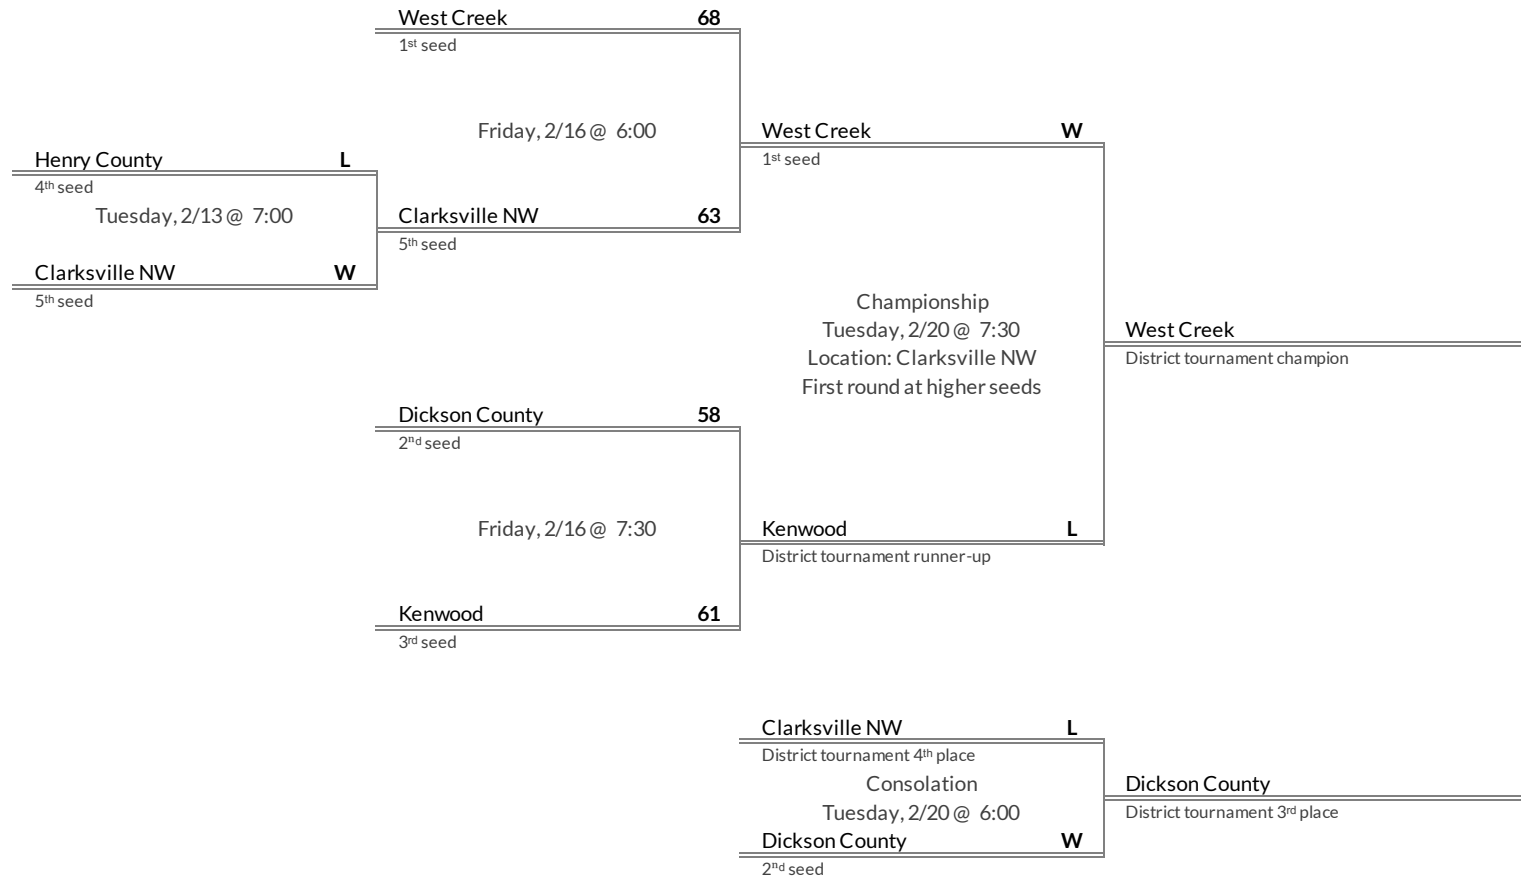 West Creek 68
1st seed
Friday, 2/16 @ 6:00
West Creek W
1st seed
Henry County L
4th seed
Tuesday, 2/13 @ 7:00
Clarksville NW 63
5th seed
Clarksville NW W
5th seed
Championship
Tuesday, 2/20 @ 7:30
Location: Clarksville NW
First round at higher seeds
West Creek
District tournament champion
Dickson County 58
2nd seed
Friday, 2/16 @ 7:30
Kenwood L
District tournament runner-up
Kenwood 61
3rd seed
Clarksville NW L
District tournament 4th place
Consolation
Tuesday, 2/20 @ 6:00
Dickson County W
2nd seed
Dickson County
District tournament 3rd place